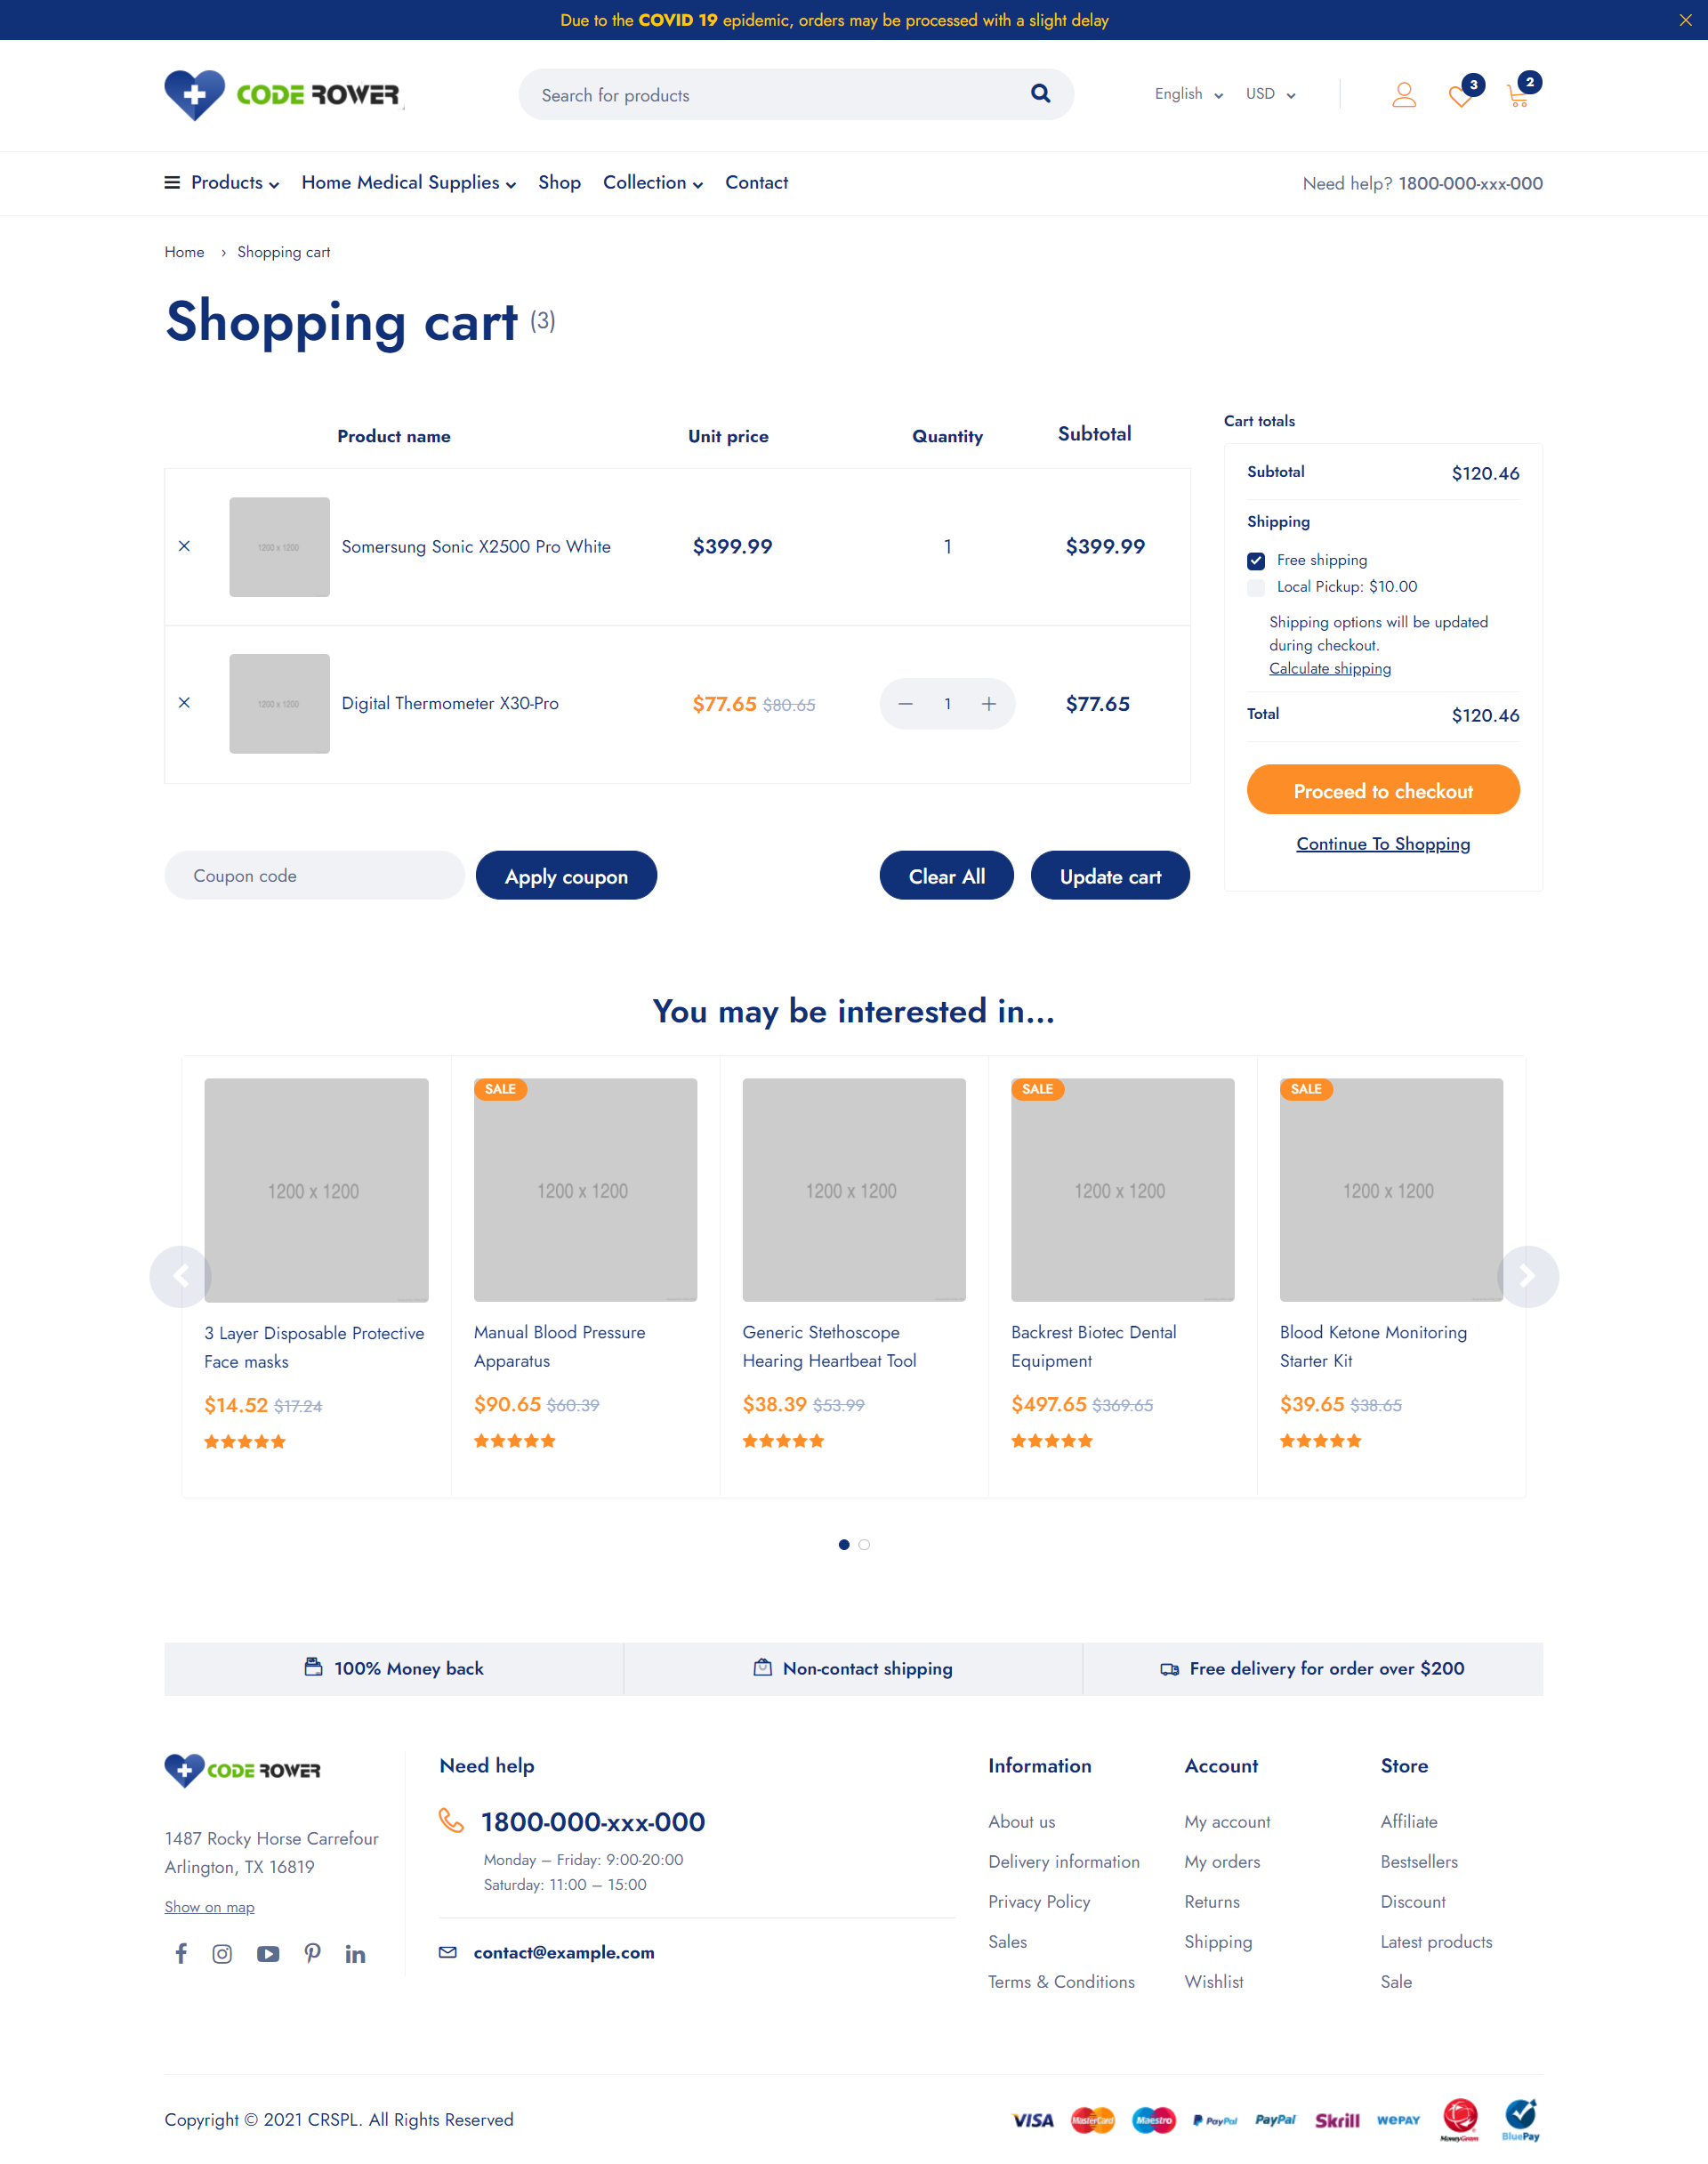 Due to the COVID 19 epidemic, orders may be processed with a slight delay
CODE ROWER
Search for products
English
USD
3
2
Products
Home Medical Supplies
Shop
Collection
Contact
Need help? 1800-000-xxx-000
Home › Shopping cart
Shopping cart (3)
Product name
Unit price
Quantity
Subtotal
1200 x 1200
Somersung Sonic X2500 Pro White
$399.99
1
$399.99
1200 x 1200
Digital Thermometer X30-Pro
$77.65 $80.65
1
$77.65
Coupon code
Apply coupon
Clear All
Update cart
Cart totals
Subtotal
$120.46
Shipping
Free shipping
Local Pickup: $10.00
Shipping options will be updated
during checkout.
Calculate shipping
Total
$120.46
Proceed to checkout
Continue To Shopping
You may be interested in...
1200 x 1200
3 Layer Disposable Protective
Face masks
$14.52 $17.24
SALE
1200 x 1200
Manual Blood Pressure
Apparatus
$90.65 $60.39
1200 x 1200
Generic Stethoscope
Hearing Heartbeat Tool
$38.39 $53.99
SALE
1200 x 1200
Backrest Biotec Dental
Equipment
$497.65 $369.65
SALE
1200 x 1200
Blood Ketone Monitoring
Starter Kit
$39.65 $38.65
100% Money back
Non-contact shipping
Free delivery for order over $200
CODE ROWER
1487 Rocky Horse Carrefour
Arlington, TX 16819
Show on map
Need help
1800-000-xxx-000
Monday – Friday: 9:00-20:00
Saturday: 11:00 – 15:00
contact@example.com
Information
About us
Delivery information
Privacy Policy
Sales
Terms & Conditions
Account
My account
My orders
Returns
Shipping
Wishlist
Store
Affiliate
Bestsellers
Discount
Latest products
Sale
Copyright © 2021 CRSPL. All Rights Reserved
VISA
MasterCard
Maestro
PayPal
PayPal
Skrill
WePAY
MoneyGram
BluePay